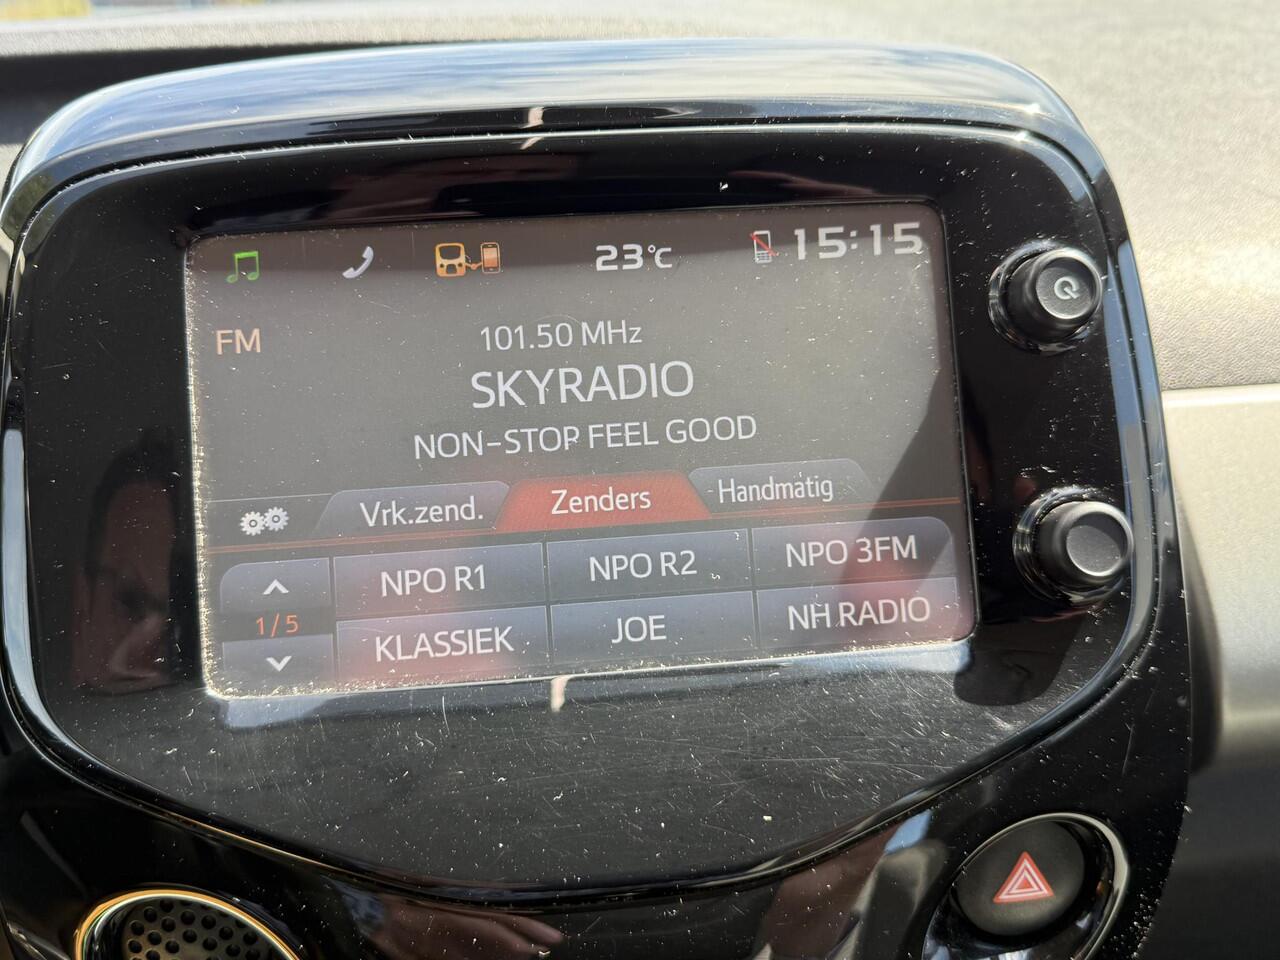 23°C 15:15
FM 101.50 MHz
SKYRADIO
NON-STOP FEEL GOOD
Vrk.zend. Zenders Handmatig
NPO R1 NPO R2 NPO 3FM
1/5
KLASSIEK JOE NH RADIO